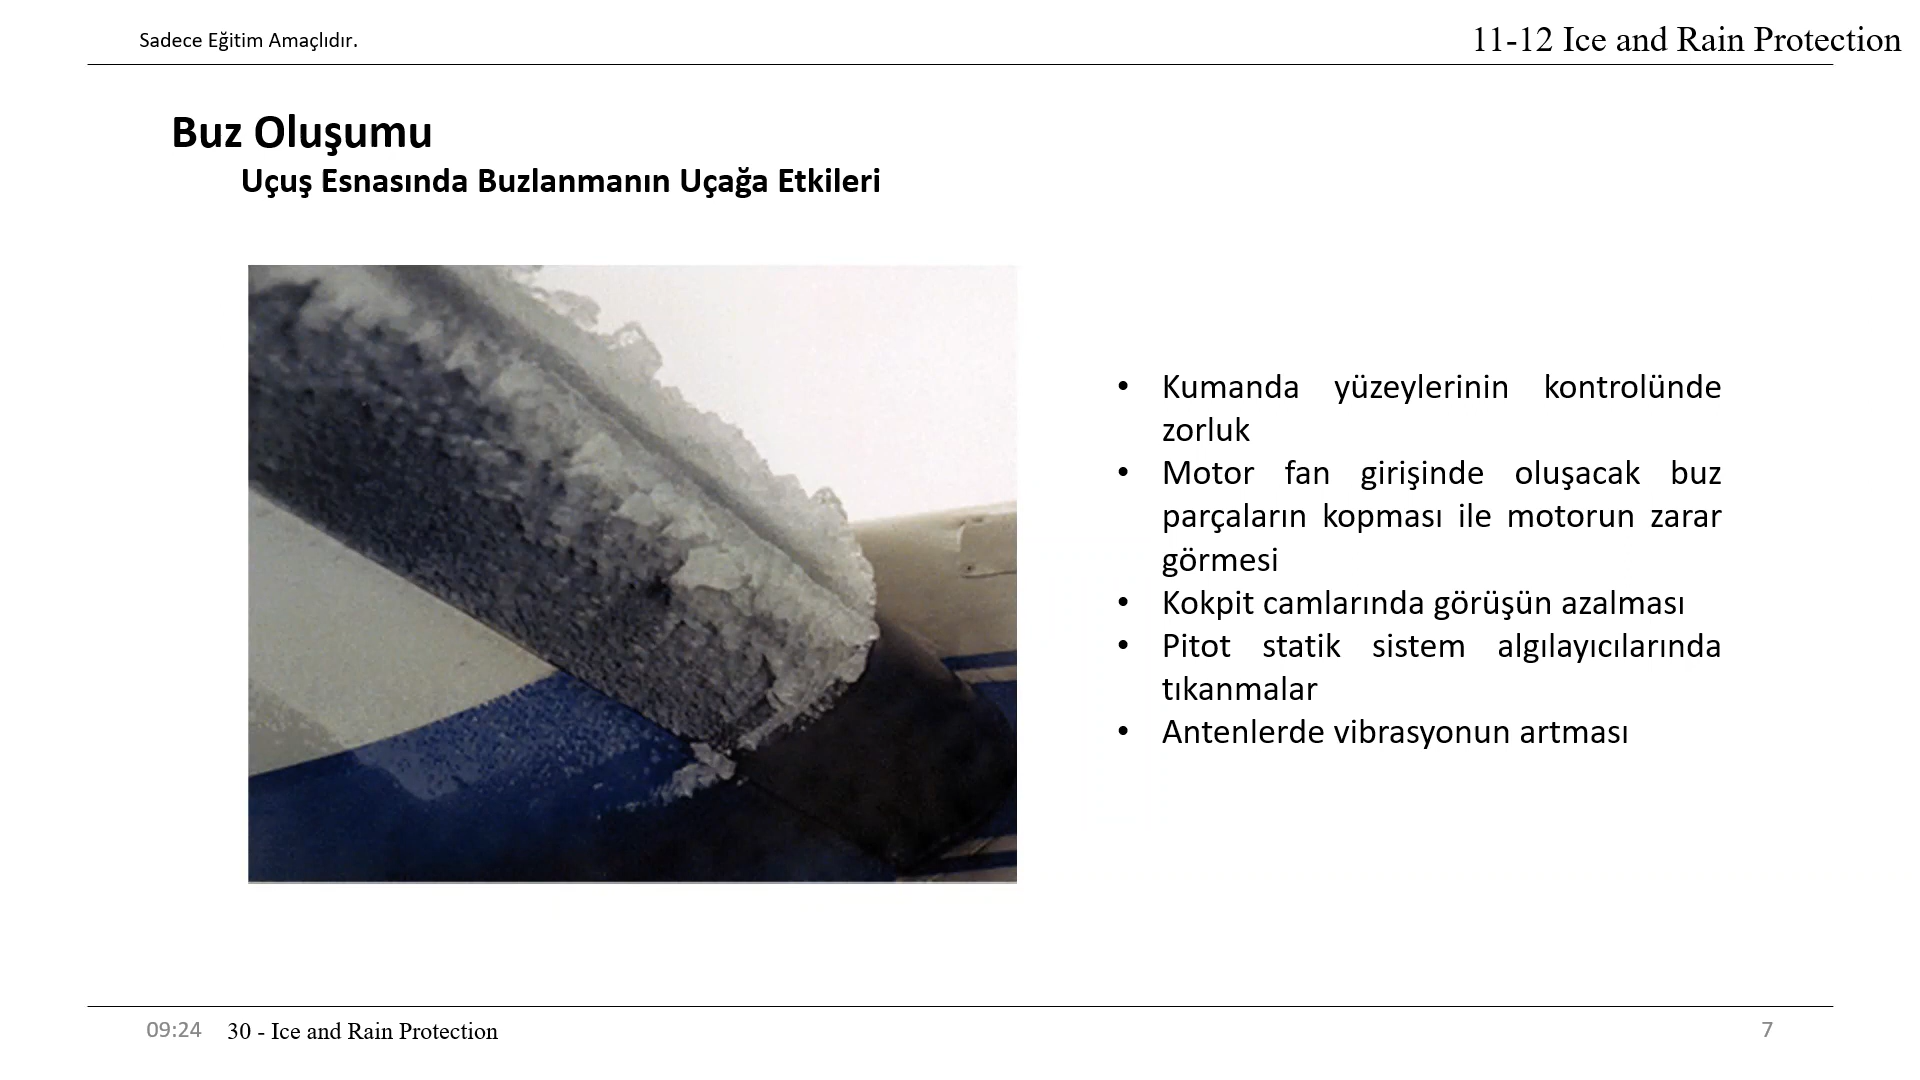 Sadece Eğitim Amaçlıdır.
11-12 Ice and Rain Protection
Buz Oluşumu
Uçuş Esnasında Buzlanmanın Uçağa Etkileri
• Kumanda yüzeylerinin kontrolünde
zorluk
• Motor fan girişinde oluşacak buz
parçaların kopması ile motorun zarar
görmesi
• Kokpit camlarında görüşün azalması
• Pitot statik sistem algılayıcılarında
tıkanmalar
• Antenlerde vibrasyonun artması
09:24 30 - Ice and Rain Protection
7